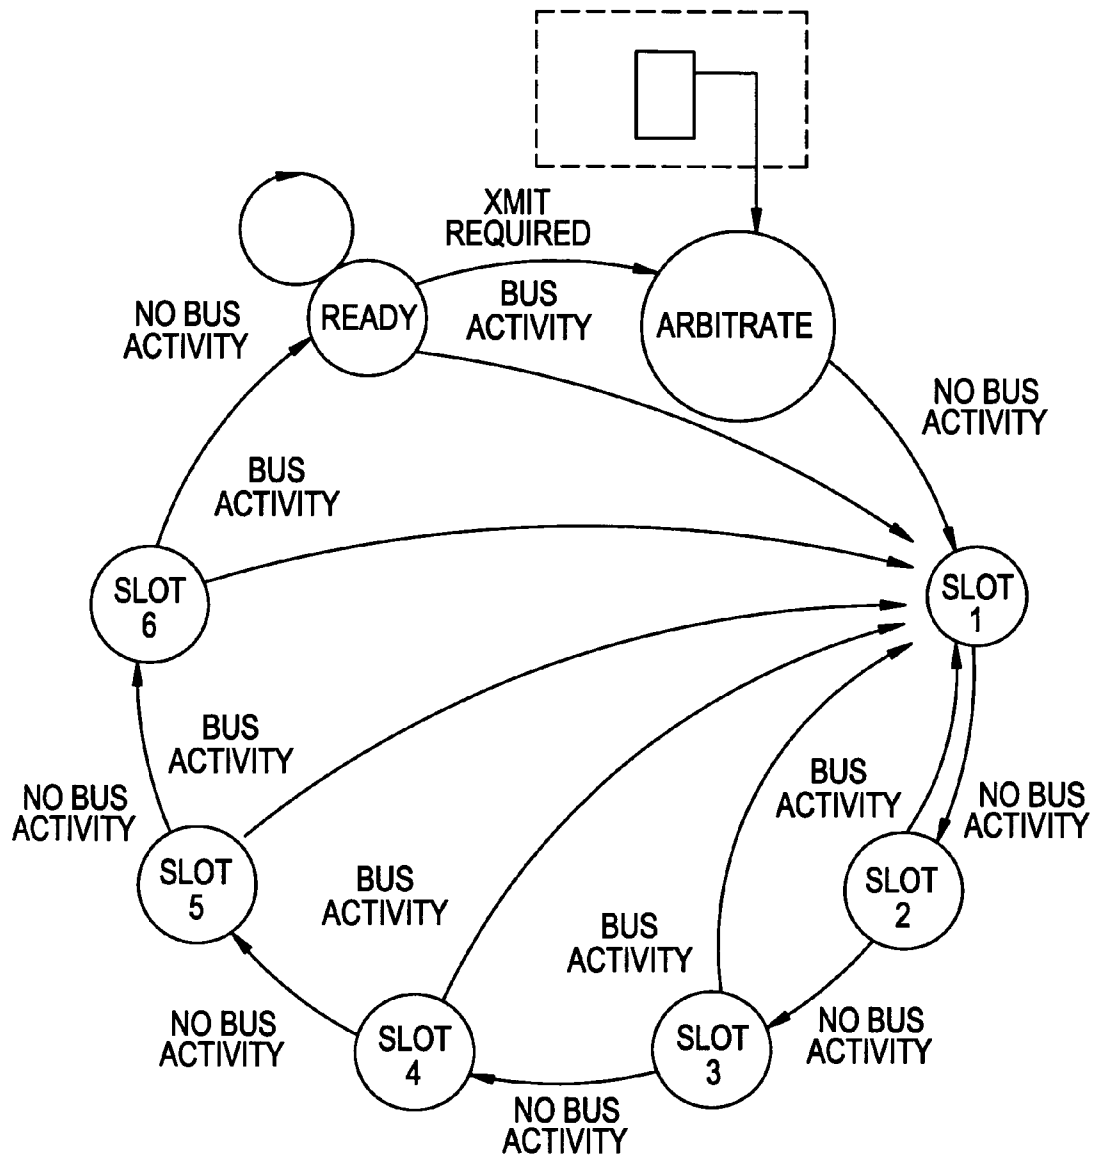 XMIT
REQUIRED
BUS
ACTIVITY
READY
ARBITRATE
NO BUS
ACTIVITY
NO BUS
ACTIVITY
BUS
ACTIVITY
SLOT
6
SLOT
1
BUS
ACTIVITY
NO BUS
ACTIVITY
BUS
ACTIVITY
NO BUS
ACTIVITY
SLOT
5
BUS
ACTIVITY
SLOT
2
BUS
ACTIVITY
NO BUS
ACTIVITY
SLOT
4
SLOT
3
NO BUS
ACTIVITY
NO BUS
ACTIVITY